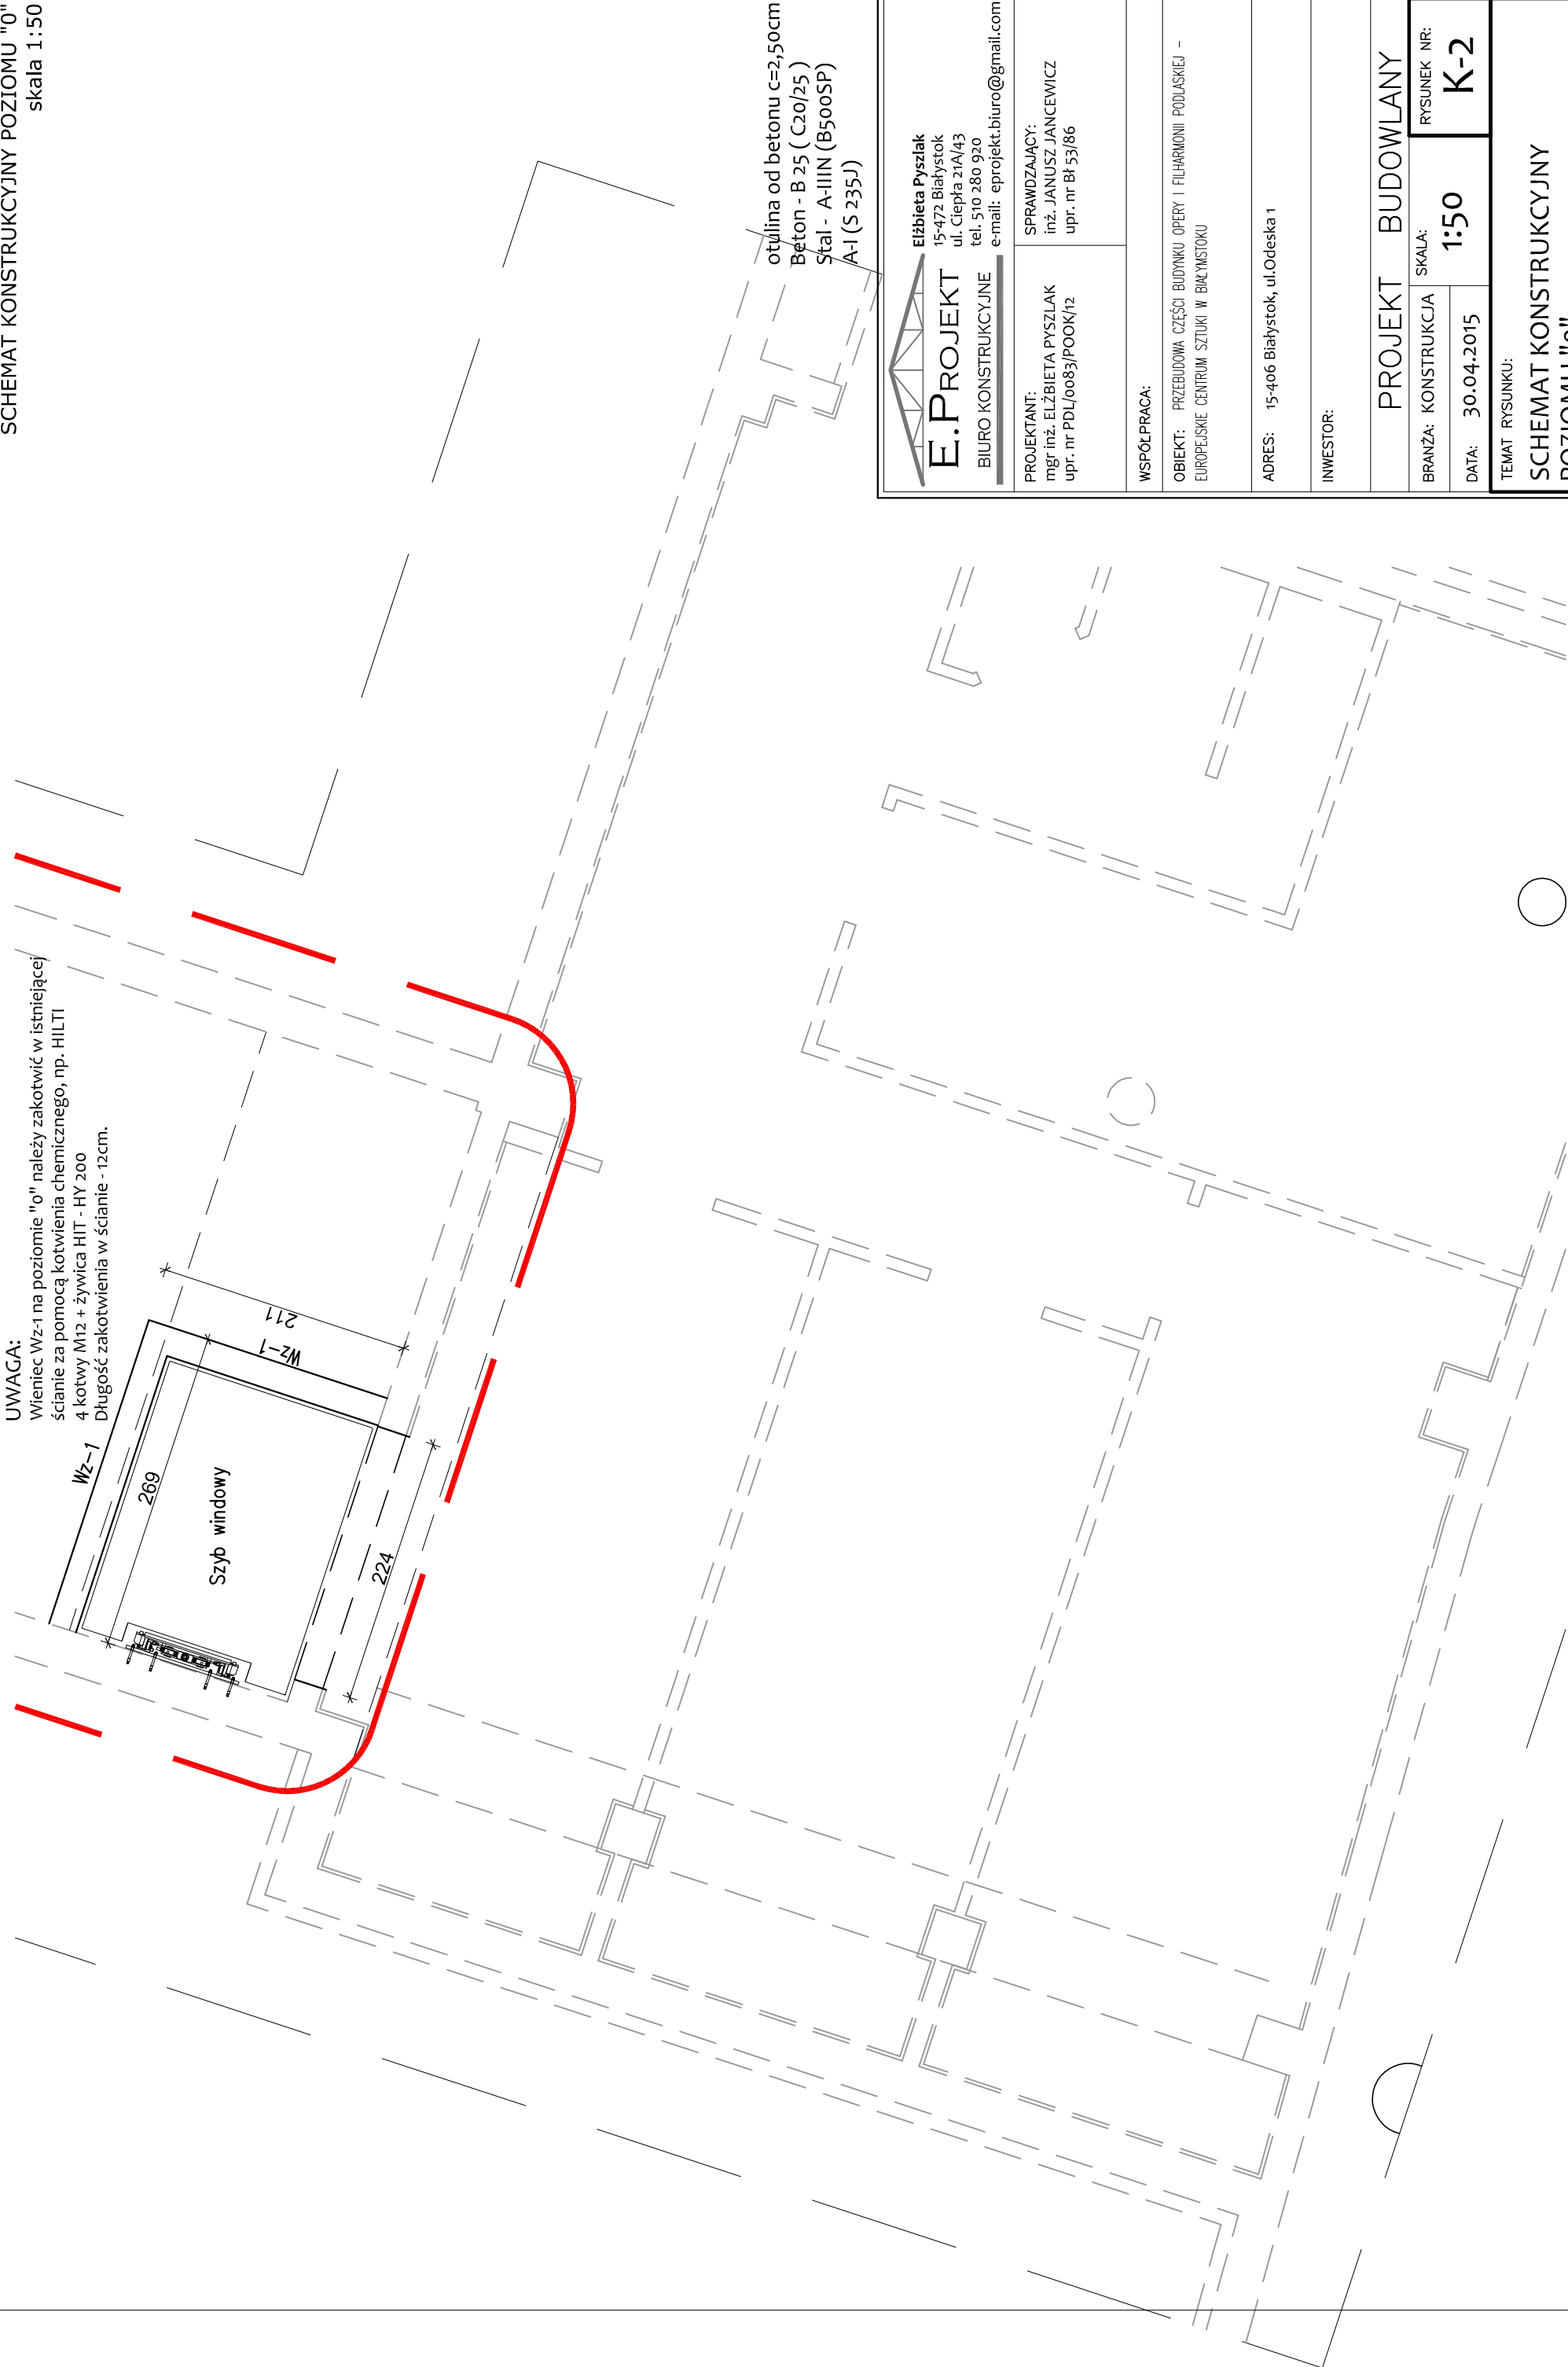 SCHEMAT KONSTRUKCYJNY POZIOMU "0"
skala 1:50
UWAGA:
Wieniec Wz-1 na poziomie "0" należy zakotwić w istniejącej
ścianie za pomocą kotwienia chemicznego, np. HILTI
4 kotwy M12 + żywica HIT - HY 200
Długość zakotwienia w ścianie - 12cm.
Wz-1
269
Szyb windowy
224
211
Wz-1
otulina od betonu c=2,50cm
Beton - B 25 ( C20/25 )
Stal - A-IIIN (B500SP)
A-I (S 235J)
E.PROJEKT
BIURO KONSTRUKCYJNE
Elżbieta Pyszlak
15-472 Białystok
ul. Ciepła 21A/43
tel. 510 280 920
e-mail: eprojekt.biuro@gmail.com
PROJEKTANT:
mgr inż. ELŻBIETA PYSZLAK
upr. nr PDL/0083/POOK/12
SPRAWDZAJĄCY:
inż. JANUSZ JANCEWICZ
upr. nr Bł 53/86
WSPÓŁPRACA:
OBIEKT: PRZEBUDOWA CZĘŚCI BUDYNKU OPERY I FILHARMONII PODLASKIEJ -
EUROPEJSKIE CENTRUM SZTUKI W BIAŁYMSTOKU
ADRES: 15-406 Białystok, ul.Odeska 1
INWESTOR:
PROJEKT BUDOWLANY
BRANŻA: KONSTRUKCJA
SKALA:
1:50
RYSUNEK NR:
K-2
DATA: 30.04.2015
TEMAT RYSUNKU:
SCHEMAT KONSTRUKCYJNY
POZIOMU "0"